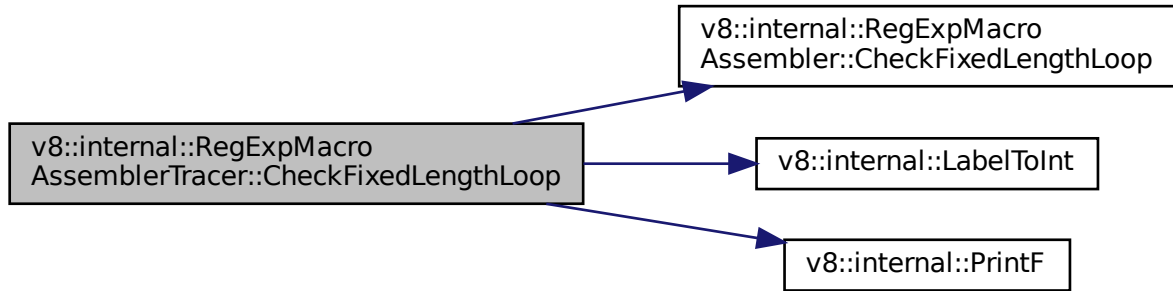 v8::internal::RegExpMacro
AssemblerTracer::CheckFixedLengthLoop
v8::internal::RegExpMacro
Assembler::CheckFixedLengthLoop
v8::internal::LabelToInt
v8::internal::PrintF